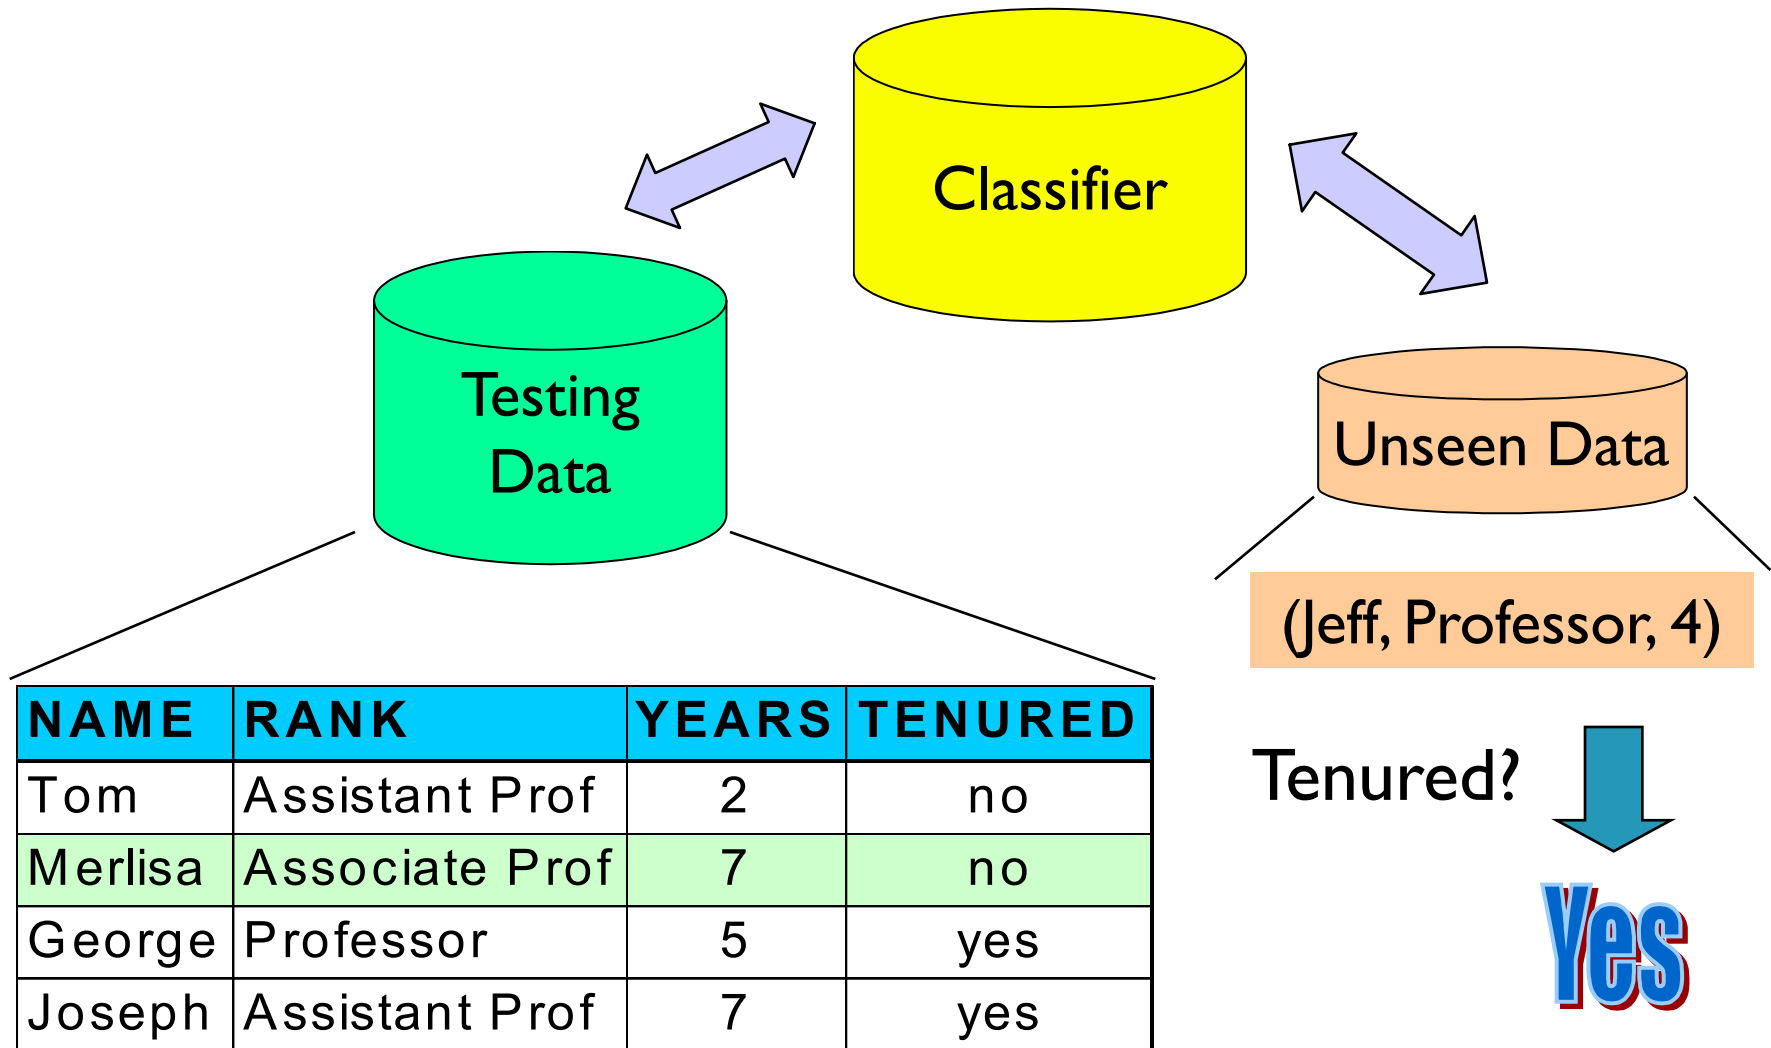 Classifier
Testing
Data
Unseen Data
(Jeff, Professor, 4)
NAME RANK YEARS TENURED
Tom Assistant Prof 2 no
Merlisa Associate Prof 7 no
George Professor 5 yes
Joseph Assistant Prof 7 yes
Tenured?
Yes